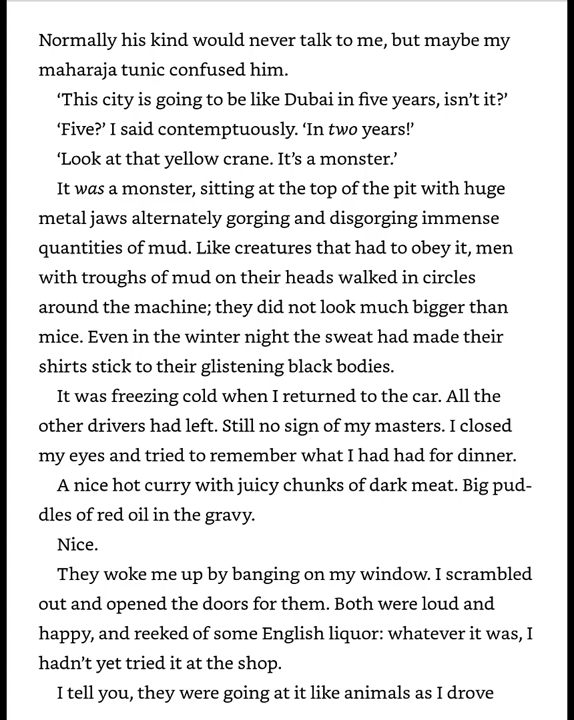 Normally his kind would never talk to me, but maybe my
maharaja tunic confused him.
‘This city is going to be like Dubai in five years, isn’t it?’
‘Five?’ I said contemptuously. ‘In two years!’
‘Look at that yellow crane. It’s a monster.’
It was a monster, sitting at the top of the pit with huge
metal jaws alternately gorging and disgorging immense
quantities of mud. Like creatures that had to obey it, men
with troughs of mud on their heads walked in circles
around the machine; they did not look much bigger than
mice. Even in the winter night the sweat had made their
shirts stick to their glistening black bodies.
It was freezing cold when I returned to the car. All the
other drivers had left. Still no sign of my masters. I closed
my eyes and tried to remember what I had had for dinner.
A nice hot curry with juicy chunks of dark meat. Big pud-
dles of red oil in the gravy.
Nice.
They woke me up by banging on my window. I scrambled
out and opened the doors for them. Both were loud and
happy, and reeked of some English liquor: whatever it was, I
hadn’t yet tried it at the shop.
I tell you, they were going at it like animals as I drove